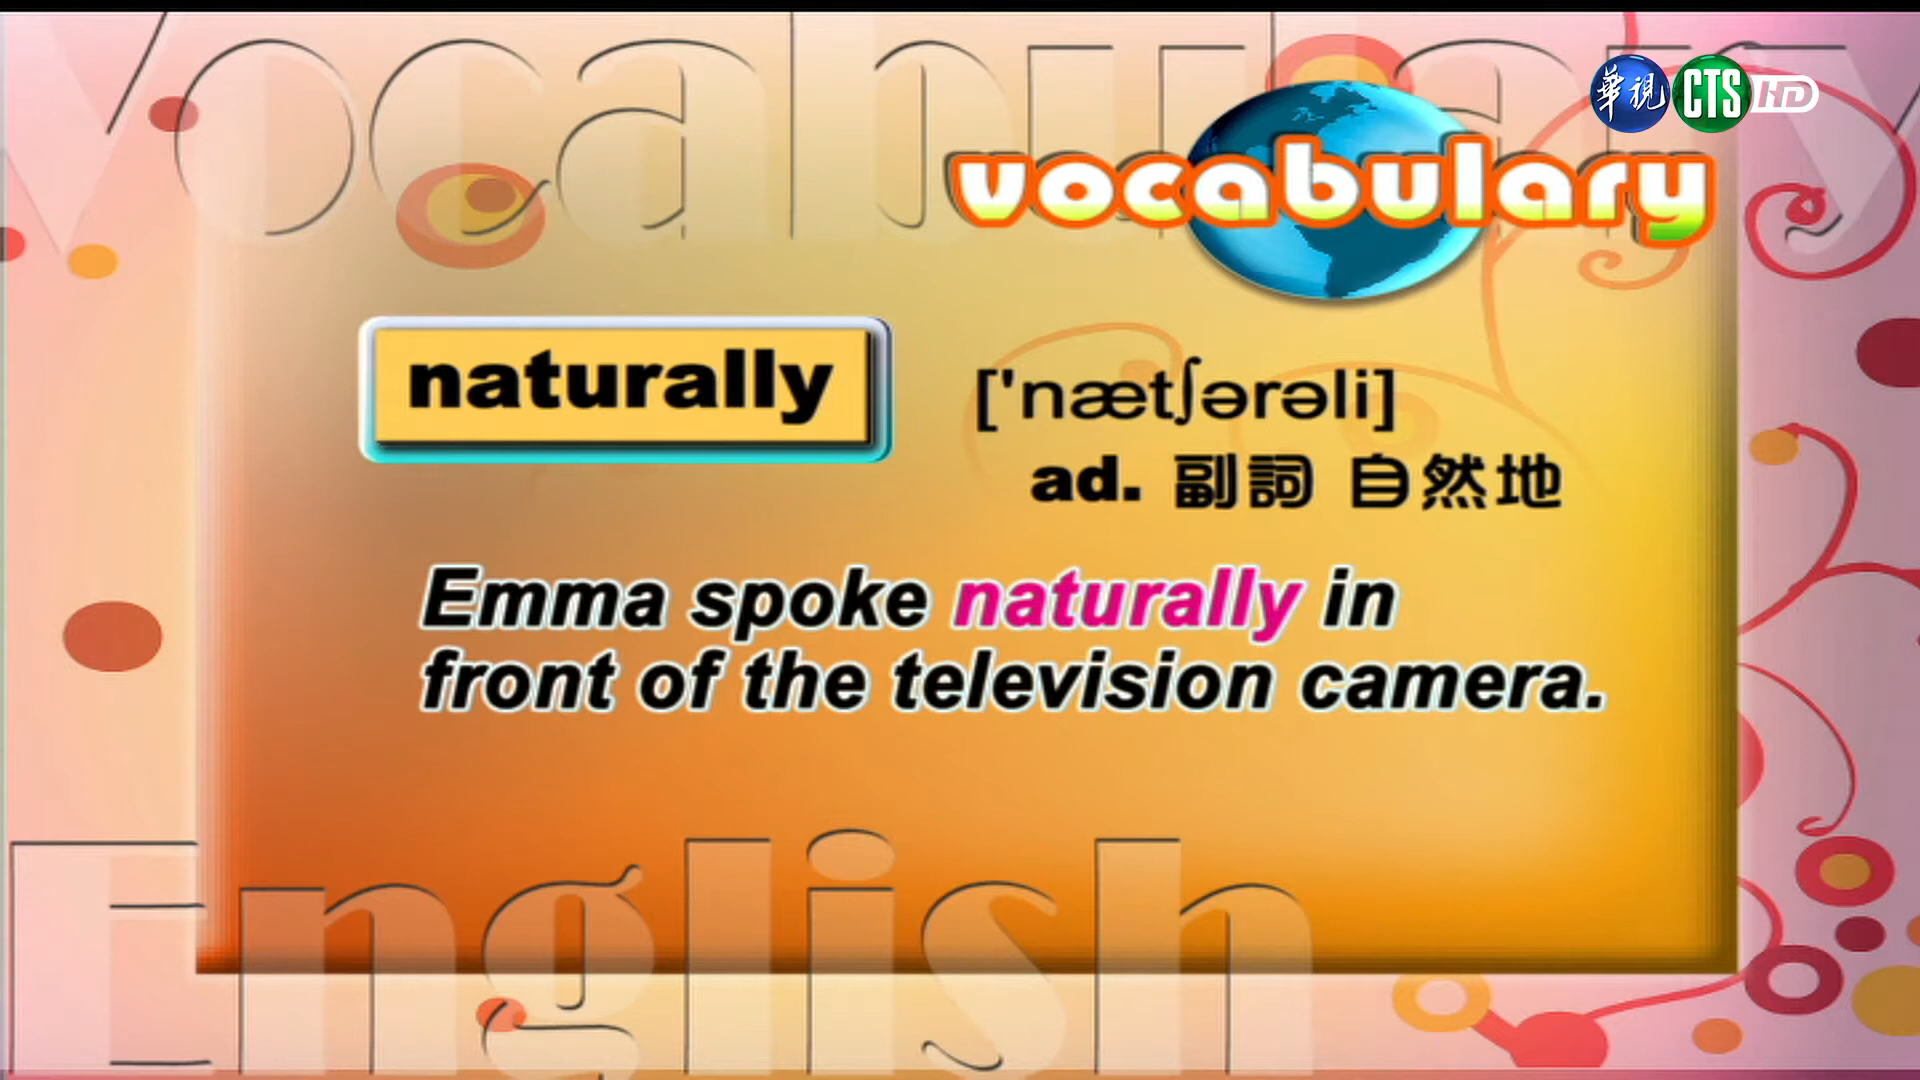 Vocabulary
華視 CTS HD
vocabulary
naturally
['nætʃərəli]
ad. 副詞 自然地
Emma spoke naturally in
front of the television camera.
English